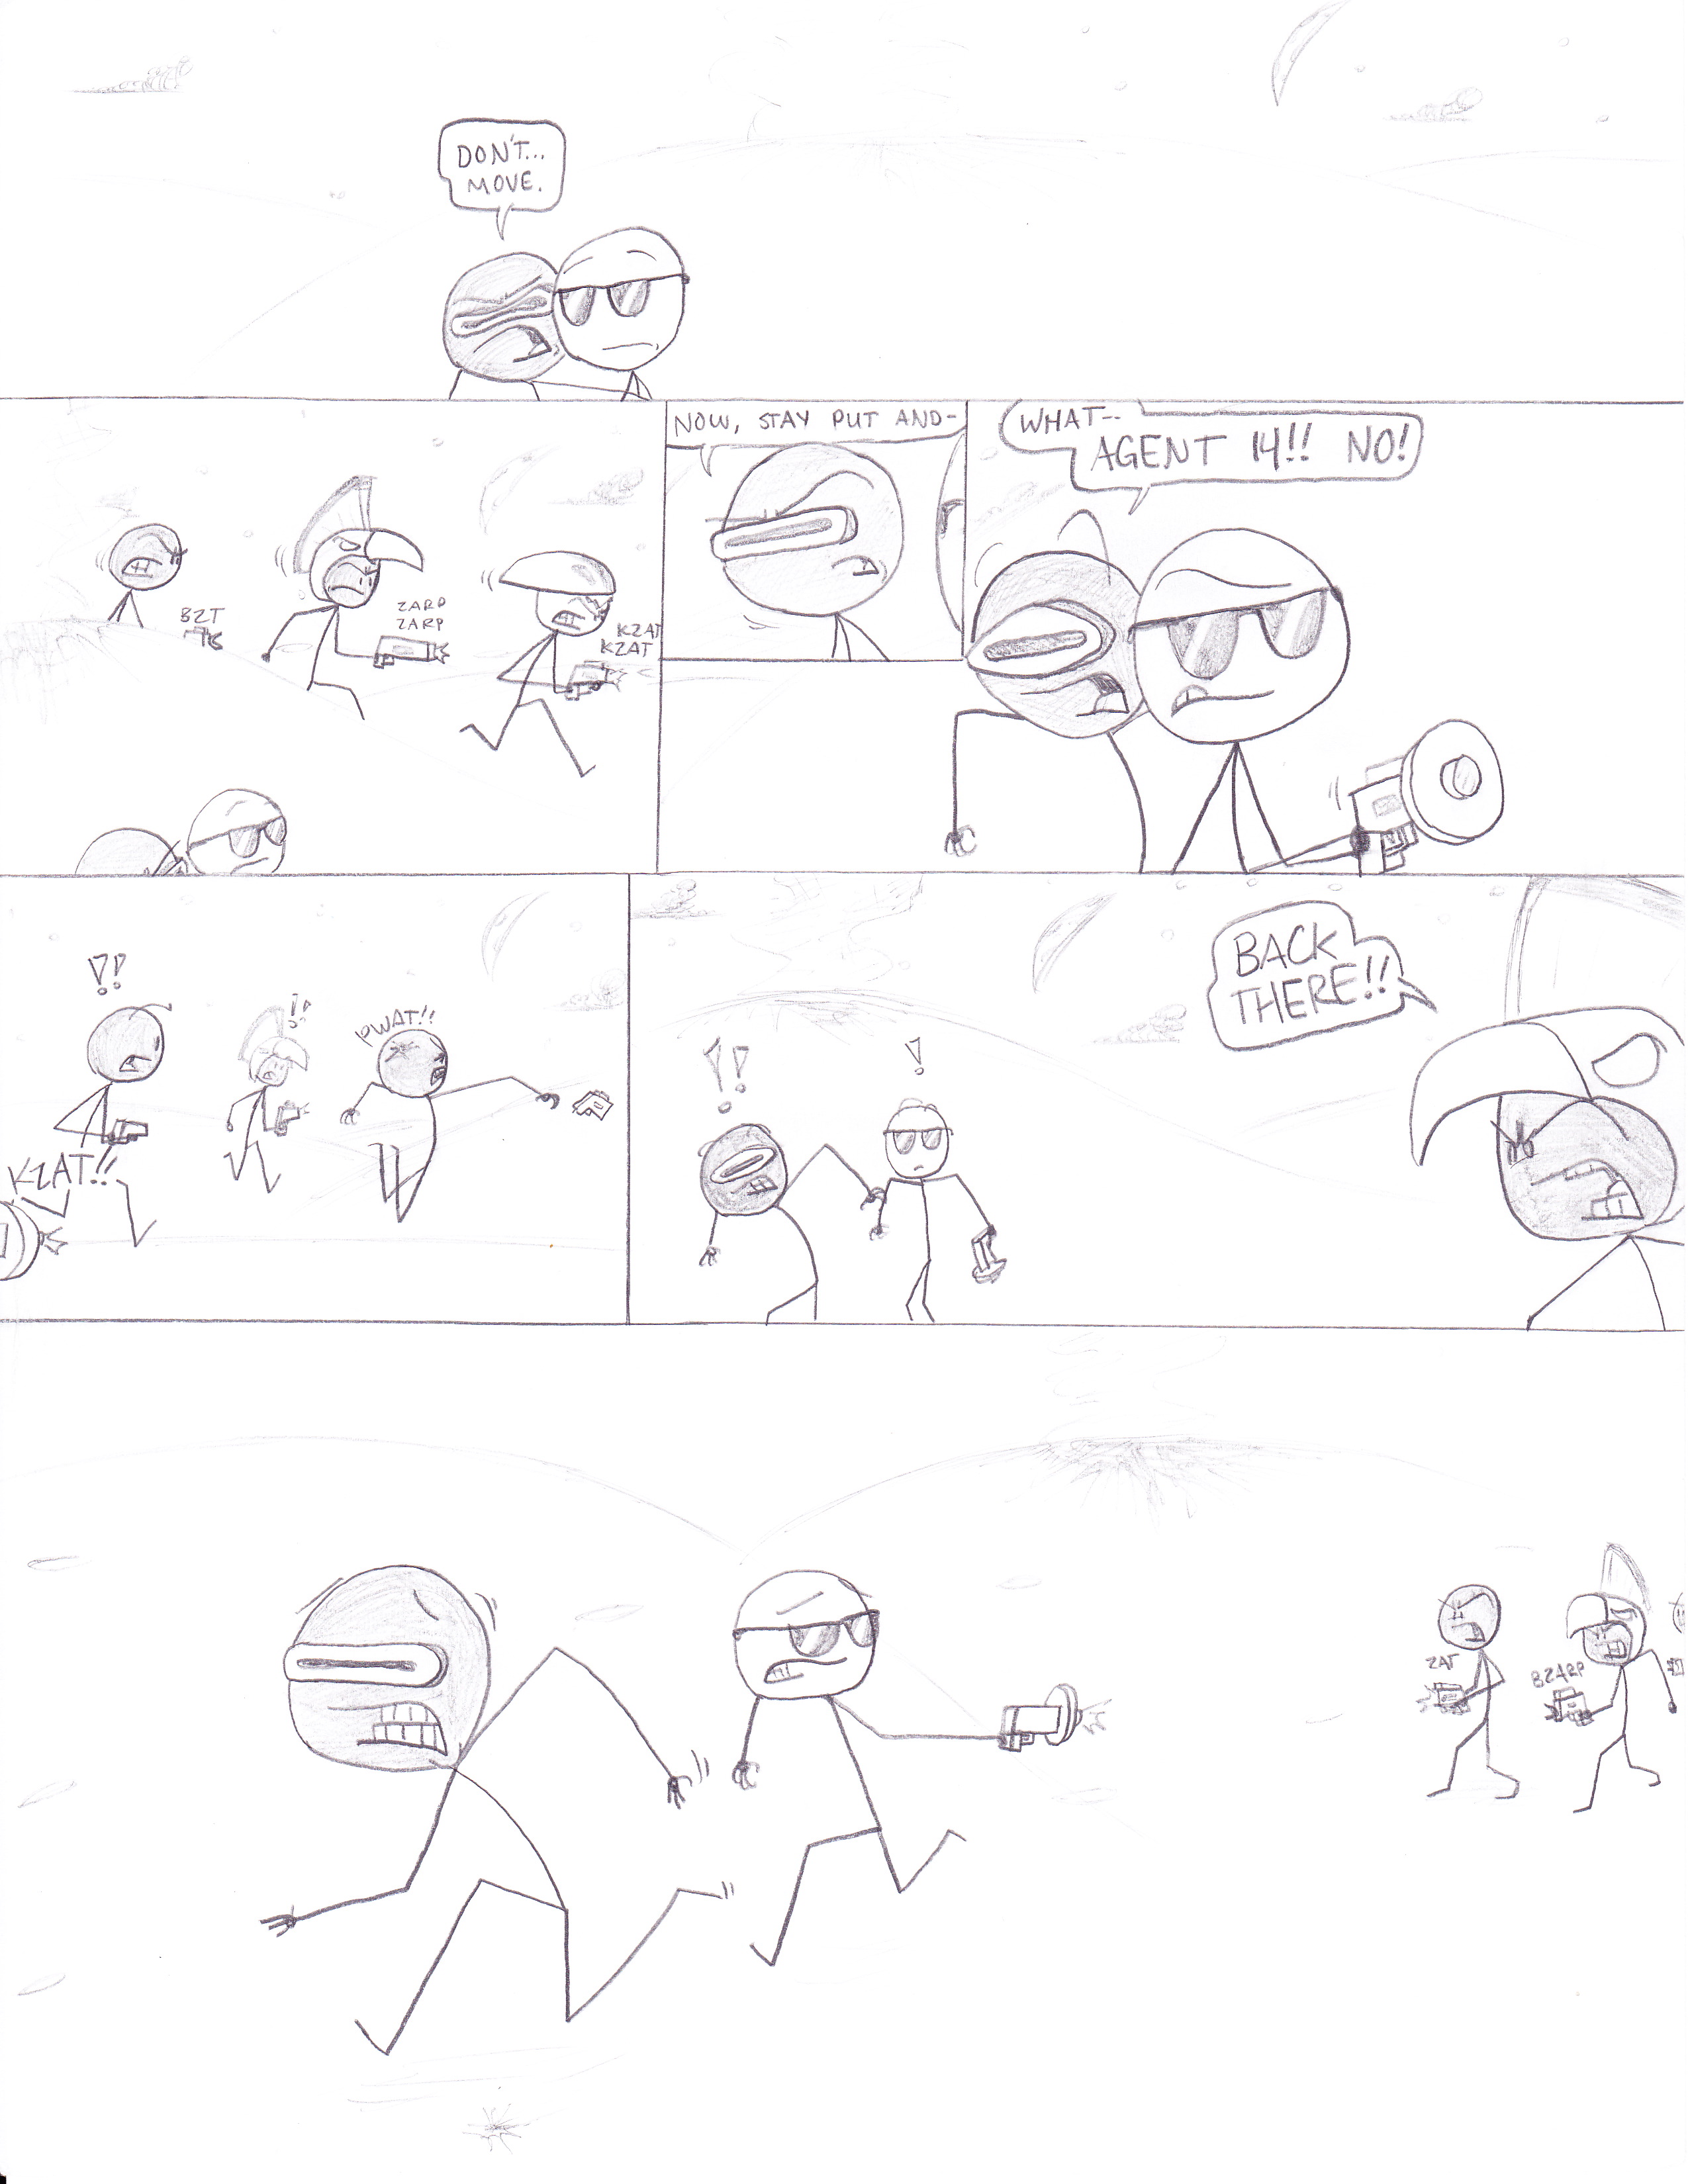 DON'T...
MOVE.
BZT
ZARP
ZARP
KZAT
KZAT
NOW, STAY PUT AND-
WHAT--
AGENT 14!! NO!
!!
!!
PWAT!!
KZAT!!
!!
!
BACK
THERE!!
ZAT
BZARP